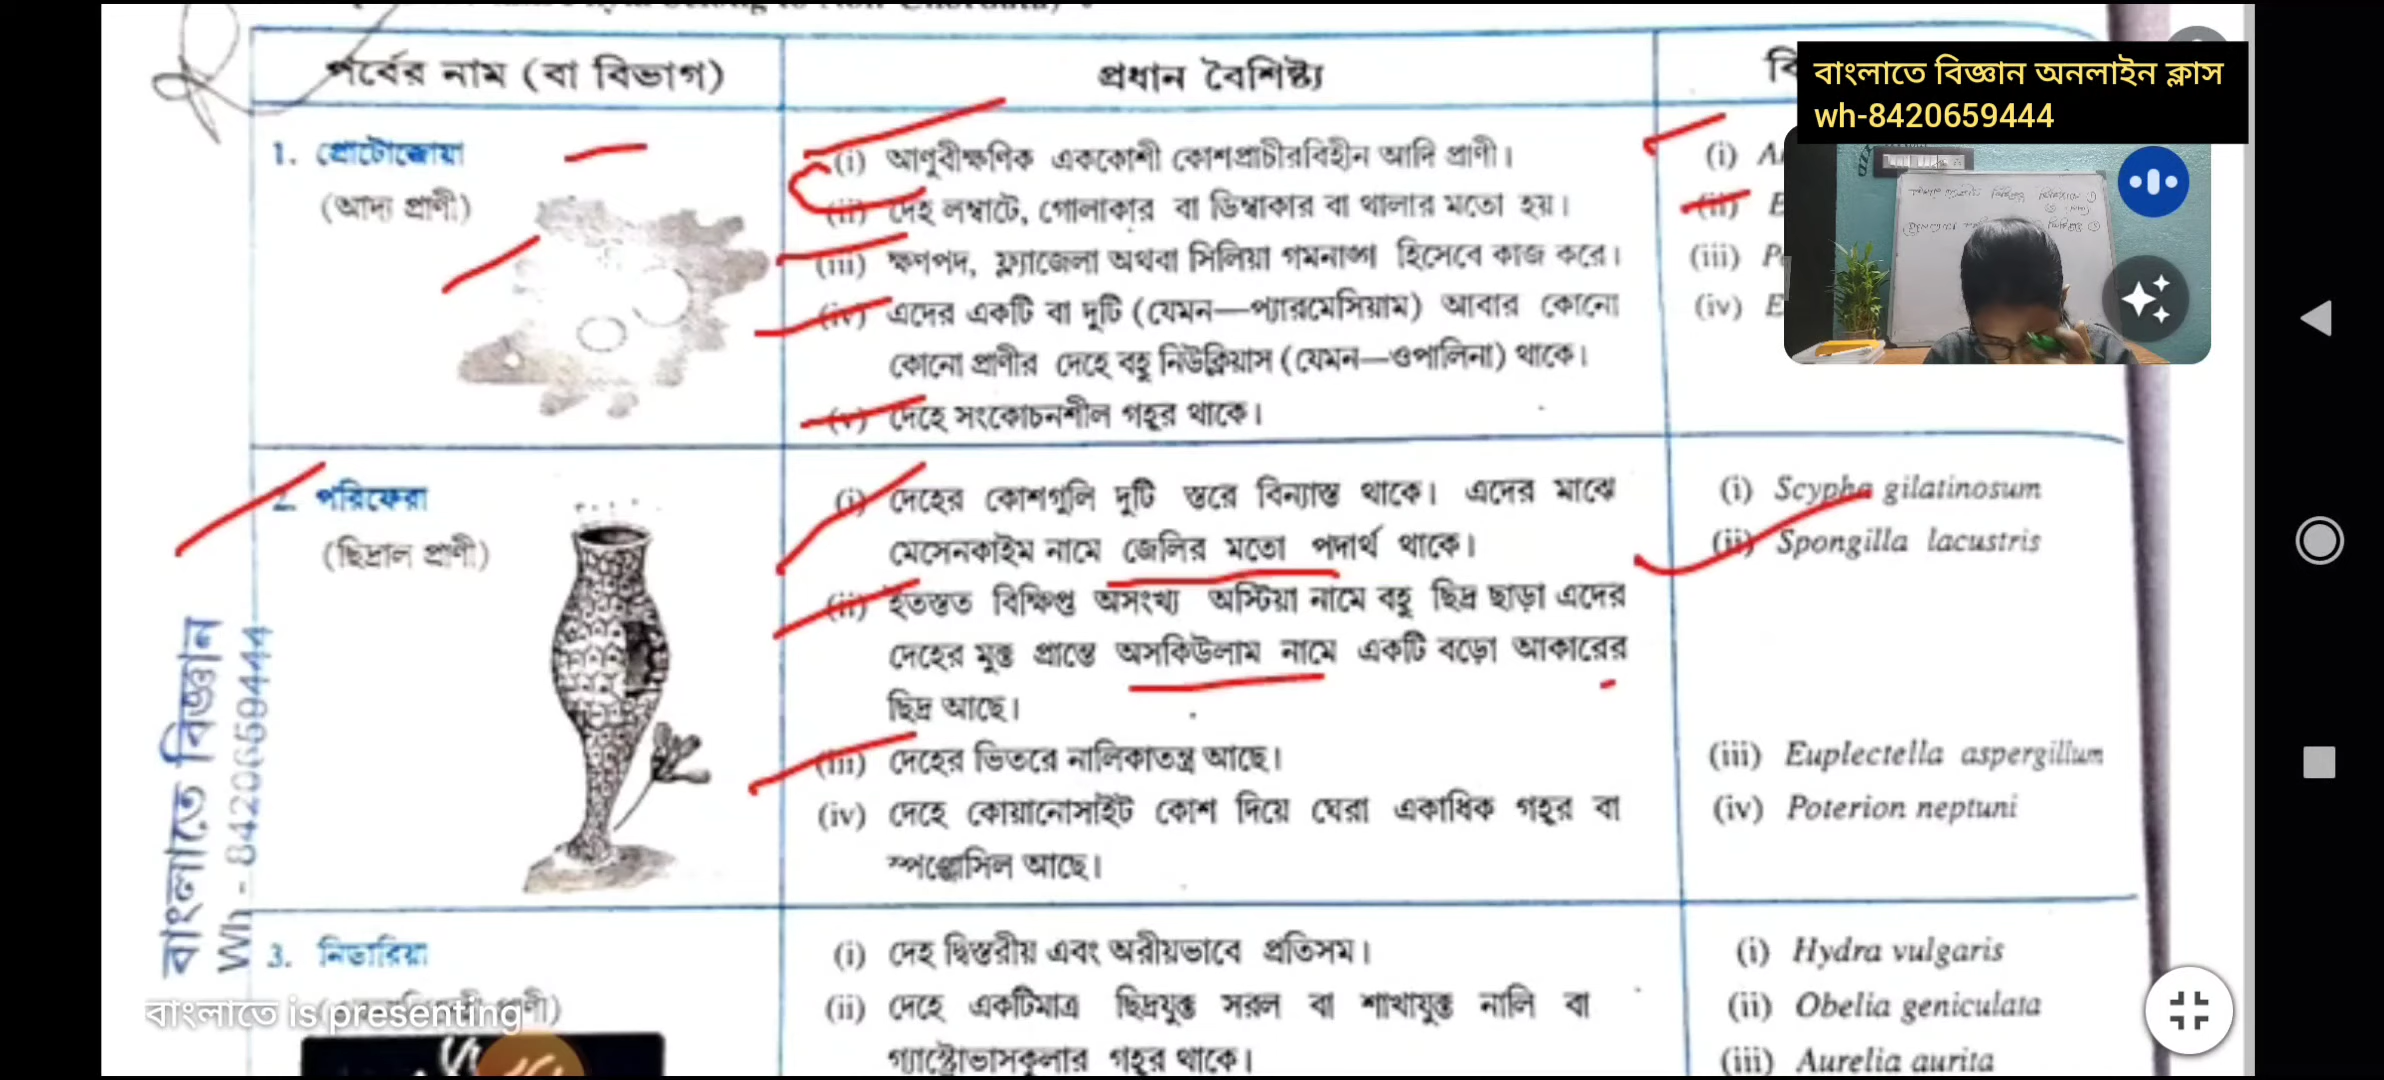 পর্বের নাম (বা বিভাগ)
প্রধান বৈশিষ্ট্য
বাংলাতে বিজ্ঞান অনলাইন ক্লাস
wh-8420659444
1. প্রোটোজোয়া
(আদ্য প্রাণী)
(i) আণুবীক্ষণিক এককোশী কোশপ্রাচীরবিহীন আদি প্রাণী।
(ii) দেহ লম্বাটে, গোলাকার বা ডিম্বাকার বা থালার মতো হয়।
(iii) ক্ষণপদ, ফ্ল্যাজেলা অথবা সিলিয়া গমনাঙ্গ হিসেবে কাজ করে।
(iv) এদের একটি বা দুটি (যেমন—প্যারমেসিয়াম) আবার কোনো
কোনো প্রাণীর দেহে বহু নিউক্লিয়াস (যেমন—ওপালিনা) থাকে।
(v) দেহে সংকোচনশীল গহ্বর থাকে।
(i)
(ii)
(iii)
(iv)
2. পরিফেরা
(ছিদ্রাল প্রাণী)
(i) দেহের কোশগুলি দুটি স্তরে বিন্যাস্ত থাকে। এদের মাঝে
মেসেনকাইম নামে জেলির মতো পদার্থ থাকে।
(ii) ইতস্তত বিক্ষিপ্ত অসংখ্য অস্টিয়া নামে বহু ছিদ্র ছাড়া এদের
দেহের মুক্ত প্রান্তে অসকিউলাম নামে একটি বড়ো আকারের
ছিদ্র আছে।
(iii) দেহের ভিতরে নালিকাতন্ত্র আছে।
(iv) দেহে কোয়ানোসাইট কোশ দিয়ে ঘেরা একাধিক গহ্বর বা
স্পঞ্জোসিল আছে।
(i) Scypha gilatinosum
(ii) Spongilla lacustris
(iii) Euplectella aspergillum
(iv) Poterion neptuni
বাংলাতে বিজ্ঞান
Wh - 8420659444
3. নিডারিয়া
(i) দেহ দ্বিস্তরীয় এবং অরীয়ভাবে প্রতিসম।
(ii) দেহে একটিমাত্র ছিদ্রযুক্ত সরল বা শাখাযুক্ত নালি বা
গ্যাস্ট্রোভাসকুলার গহ্বর থাকে।
(i) Hydra vulgaris
(ii) Obelia geniculata
(iii) Aurelia aurita
বাংলাতে is presenting